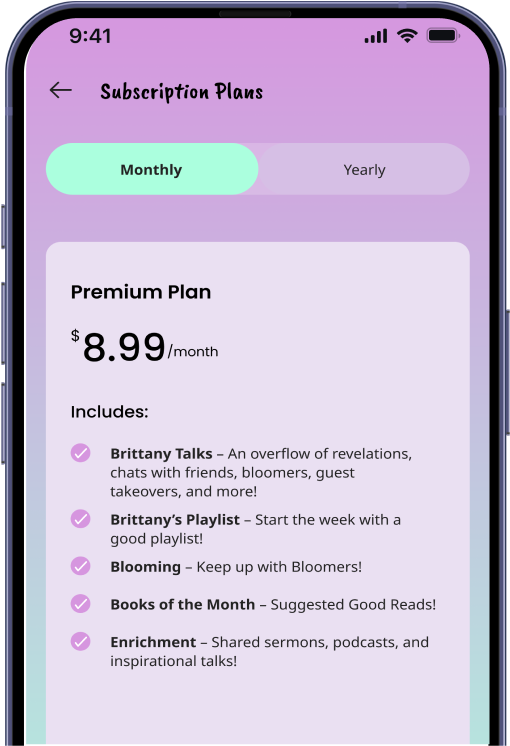 9:41
Subscription Plans
Monthly
Yearly
Premium Plan
$8.99/month
Includes:
Brittany Talks – An overflow of revelations,
chats with friends, bloomers, guest
takeovers, and more!
Brittany’s Playlist – Start the week with a
good playlist!
Blooming – Keep up with Bloomers!
Books of the Month – Suggested Good Reads!
Enrichment – Shared sermons, podcasts, and
inspirational talks!